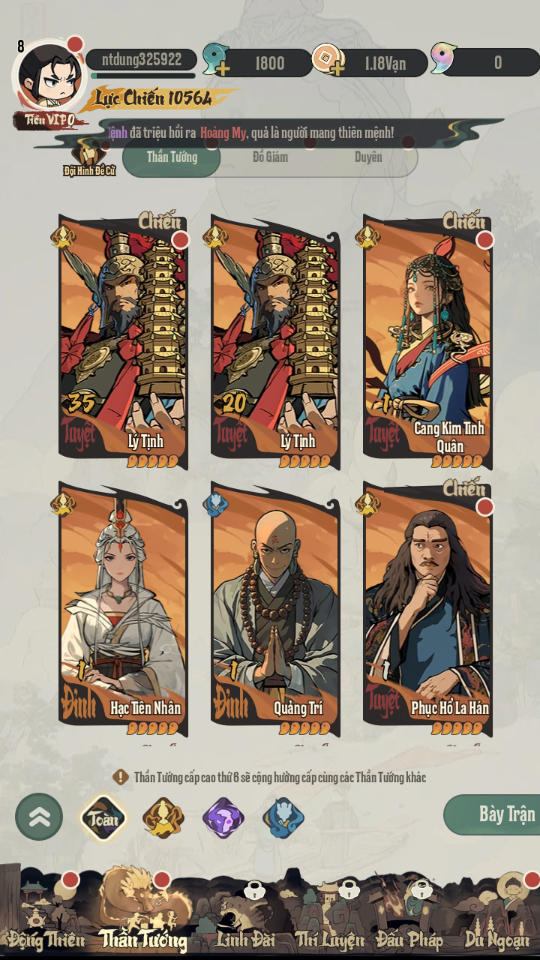 8
ntdung325922
1800
1.18Vạn
0
Lực Chiến 10564
Tiên VIP 0
ệnh đã triệu hồi ra Hoàng My, quả là người mang thiên mệnh!
Đội Hình Đề Cử
Thần Tướng
Đồ Giám
Duyên
Chiến
35
Tuyệt
Lý Tịnh
20
Tuyệt
Lý Tịnh
Chiến
1
Tuyệt
Cang Kim Tinh
Quân
1
Đỉnh
Hạc Tiên Nhân
1
Đỉnh
Quảng Trí
Chiến
1
Tuyệt
Phục Hổ La Hán
Thần Tướng cấp cao thứ 6 sẽ cộng hưởng cấp cùng các Thần Tướng khác
Toàn
Bày Trận
Động Thiên
Thần Tướng
Linh Đài
Thí Luyện
Đấu Pháp
Du Ngoạn